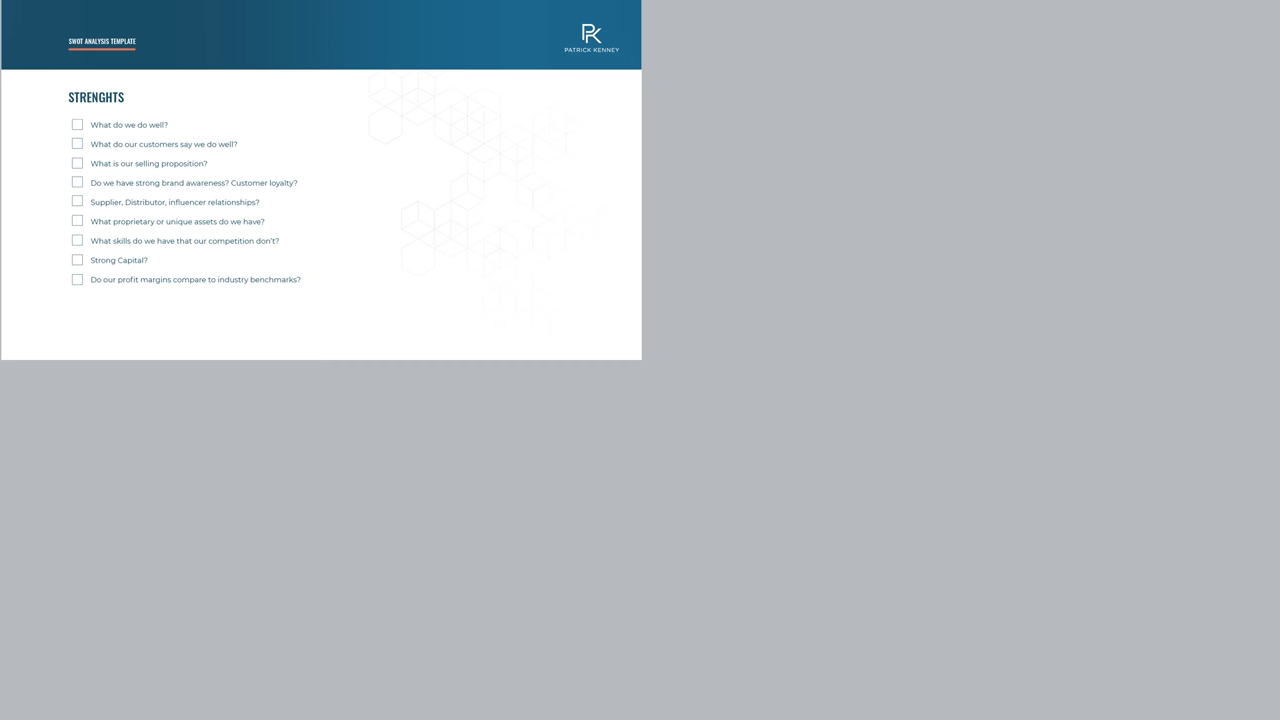 SWOT ANALYSIS TEMPLATE
PK
PATRICK KENNEY
STRENGHTS
What do we do well?
What do our customers say we do well?
What is our selling proposition?
Do we have strong brand awareness? Customer loyalty?
Supplier, Distributor, influencer relationships?
What proprietary or unique assets do we have?
What skills do we have that our competition don't?
Strong Capital?
Do our profit margins compare to industry benchmarks?